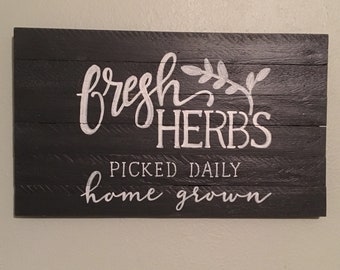 fresh
HERBS
PICKED DAILY
home grown